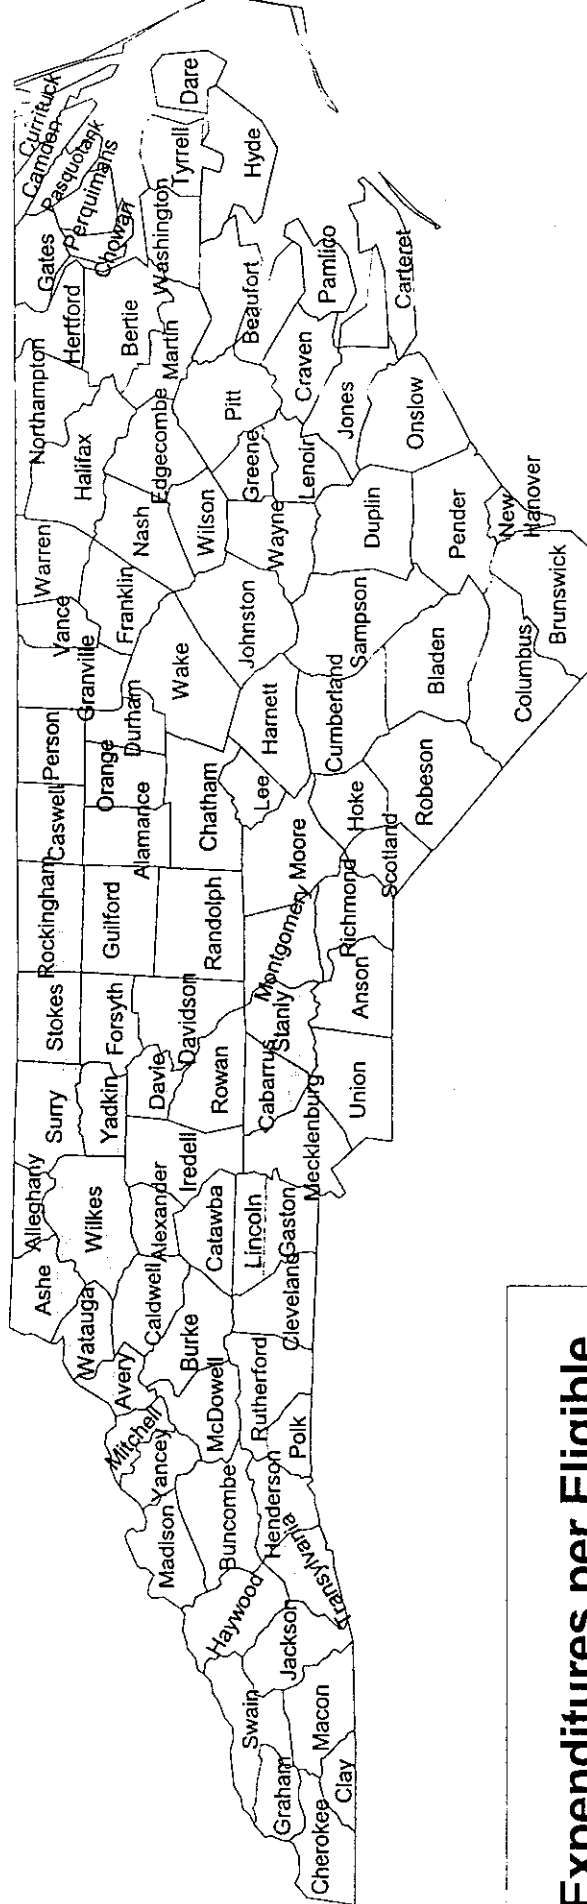 Currituck
Camden
Pasquotank
Perquimans
Chowan
Gates
Hertford
Northampton
Halifax
Bertie
Martin
Washington
Tyrrell
Dare
Hyde
Beaufort
Pamlico
Carteret
Craven
Jones
Onslow
Lenoir
Greene
Pitt
Edgecombe
Nash
Wilson
Wayne
Duplin
Pender
New
Hanover
Brunswick
Columbus
Bladen
Sampson
Cumberland
Johnston
Harnett
Wake
Franklin
Warren
Vance
Granville
Durham
Person
Orange
Caswell
Alamance
Chatham
Lee
Moore
Hoke
Robeson
Scotland
Richmond
Montgomery
Randolph
Guilford
Rockingham
Stokes
Forsyth
Davidson
Davie
Rowan
Stanly
Cabarrus
Anson
Union
Mecklenburg
Iredell
Yadkin
Surry
Alleghany
Wilkes
Ashe
Alexander
Catawba
Lincoln
Gaston
Cleveland
Caldwell
Burke
Watauga
Avery
Mitchell
McDowell
Rutherford
Polk
Yancey
Madison
Buncombe
Henderson
Transylvania
Haywood
Jackson
Swain
Macon
Graham
Cherokee
Clay
Expenditures per Eligible